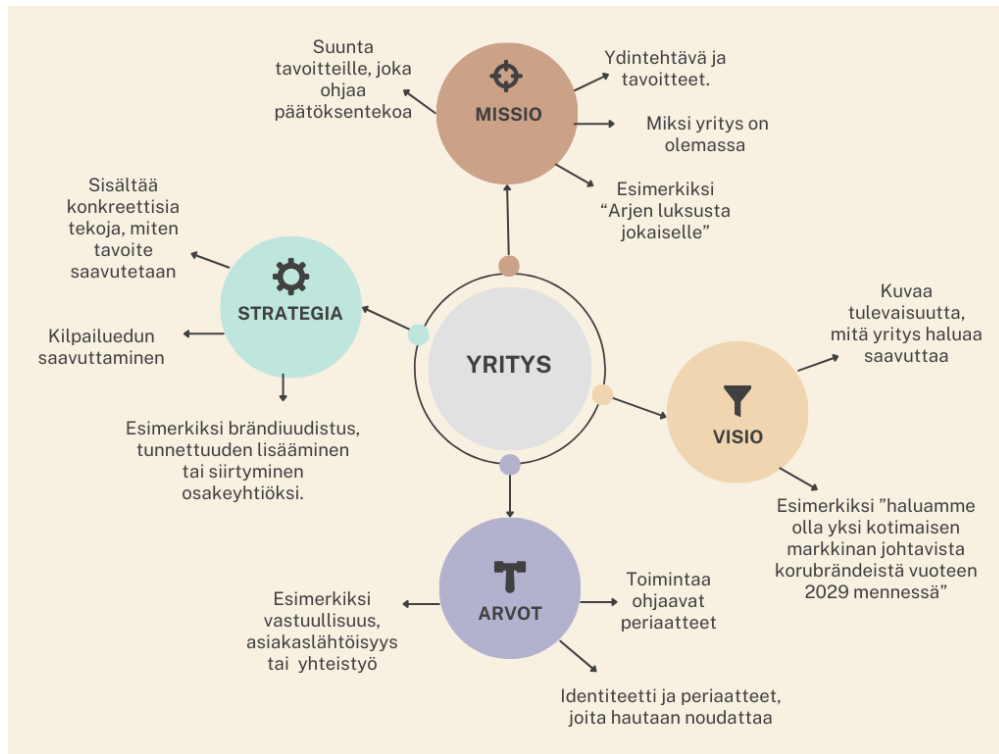 Suunta
tavoitteille, joka
ohjaa
päätöksentekoa
MISSIO
Ydintehtävä ja
tavoitteet.
Miksi yritys on
olemassa
Esimerkiksi
“Arjen luksusta
jokaiselle”
Sisältää
konkreettisia
tekoja, miten
tavoite
saavutetaan
STRATEGIA
Kilpailuedun
saavuttaminen
Esimerkiksi brändiuudistus,
tunnettuuden lisääminen
tai siirtyminen
osakeyhtiöksi.
YRITYS
Kuvaa
tulevaisuutta,
mitä yritys haluaa
saavuttaa
VISIO
Esimerkiksi ”haluamme
olla yksi kotimaisen
markkinan johtavista
korubrändeistä vuoteen
2029 mennessä”
Esimerkiksi
vastuullisuus,
asiakaslähtöisyys
tai yhteistyö
ARVOT
Toimintaa
ohjaavat
periaatteet
Identiteetti ja periaatteet,
joita hautaan noudattaa